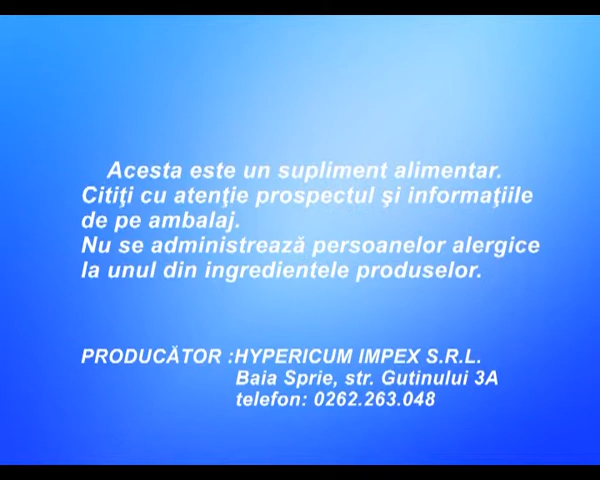 Acesta este un supliment alimentar.
Citiţi cu atenţie prospectul şi informaţiile
de pe ambalaj.
Nu se administrează persoanelor alergice
la unul din ingredientele produselor.
PRODUCĂTOR :HYPERICUM IMPEX S.R.L.
Baia Sprie, str. Gutinului 3A
telefon: 0262.263.048